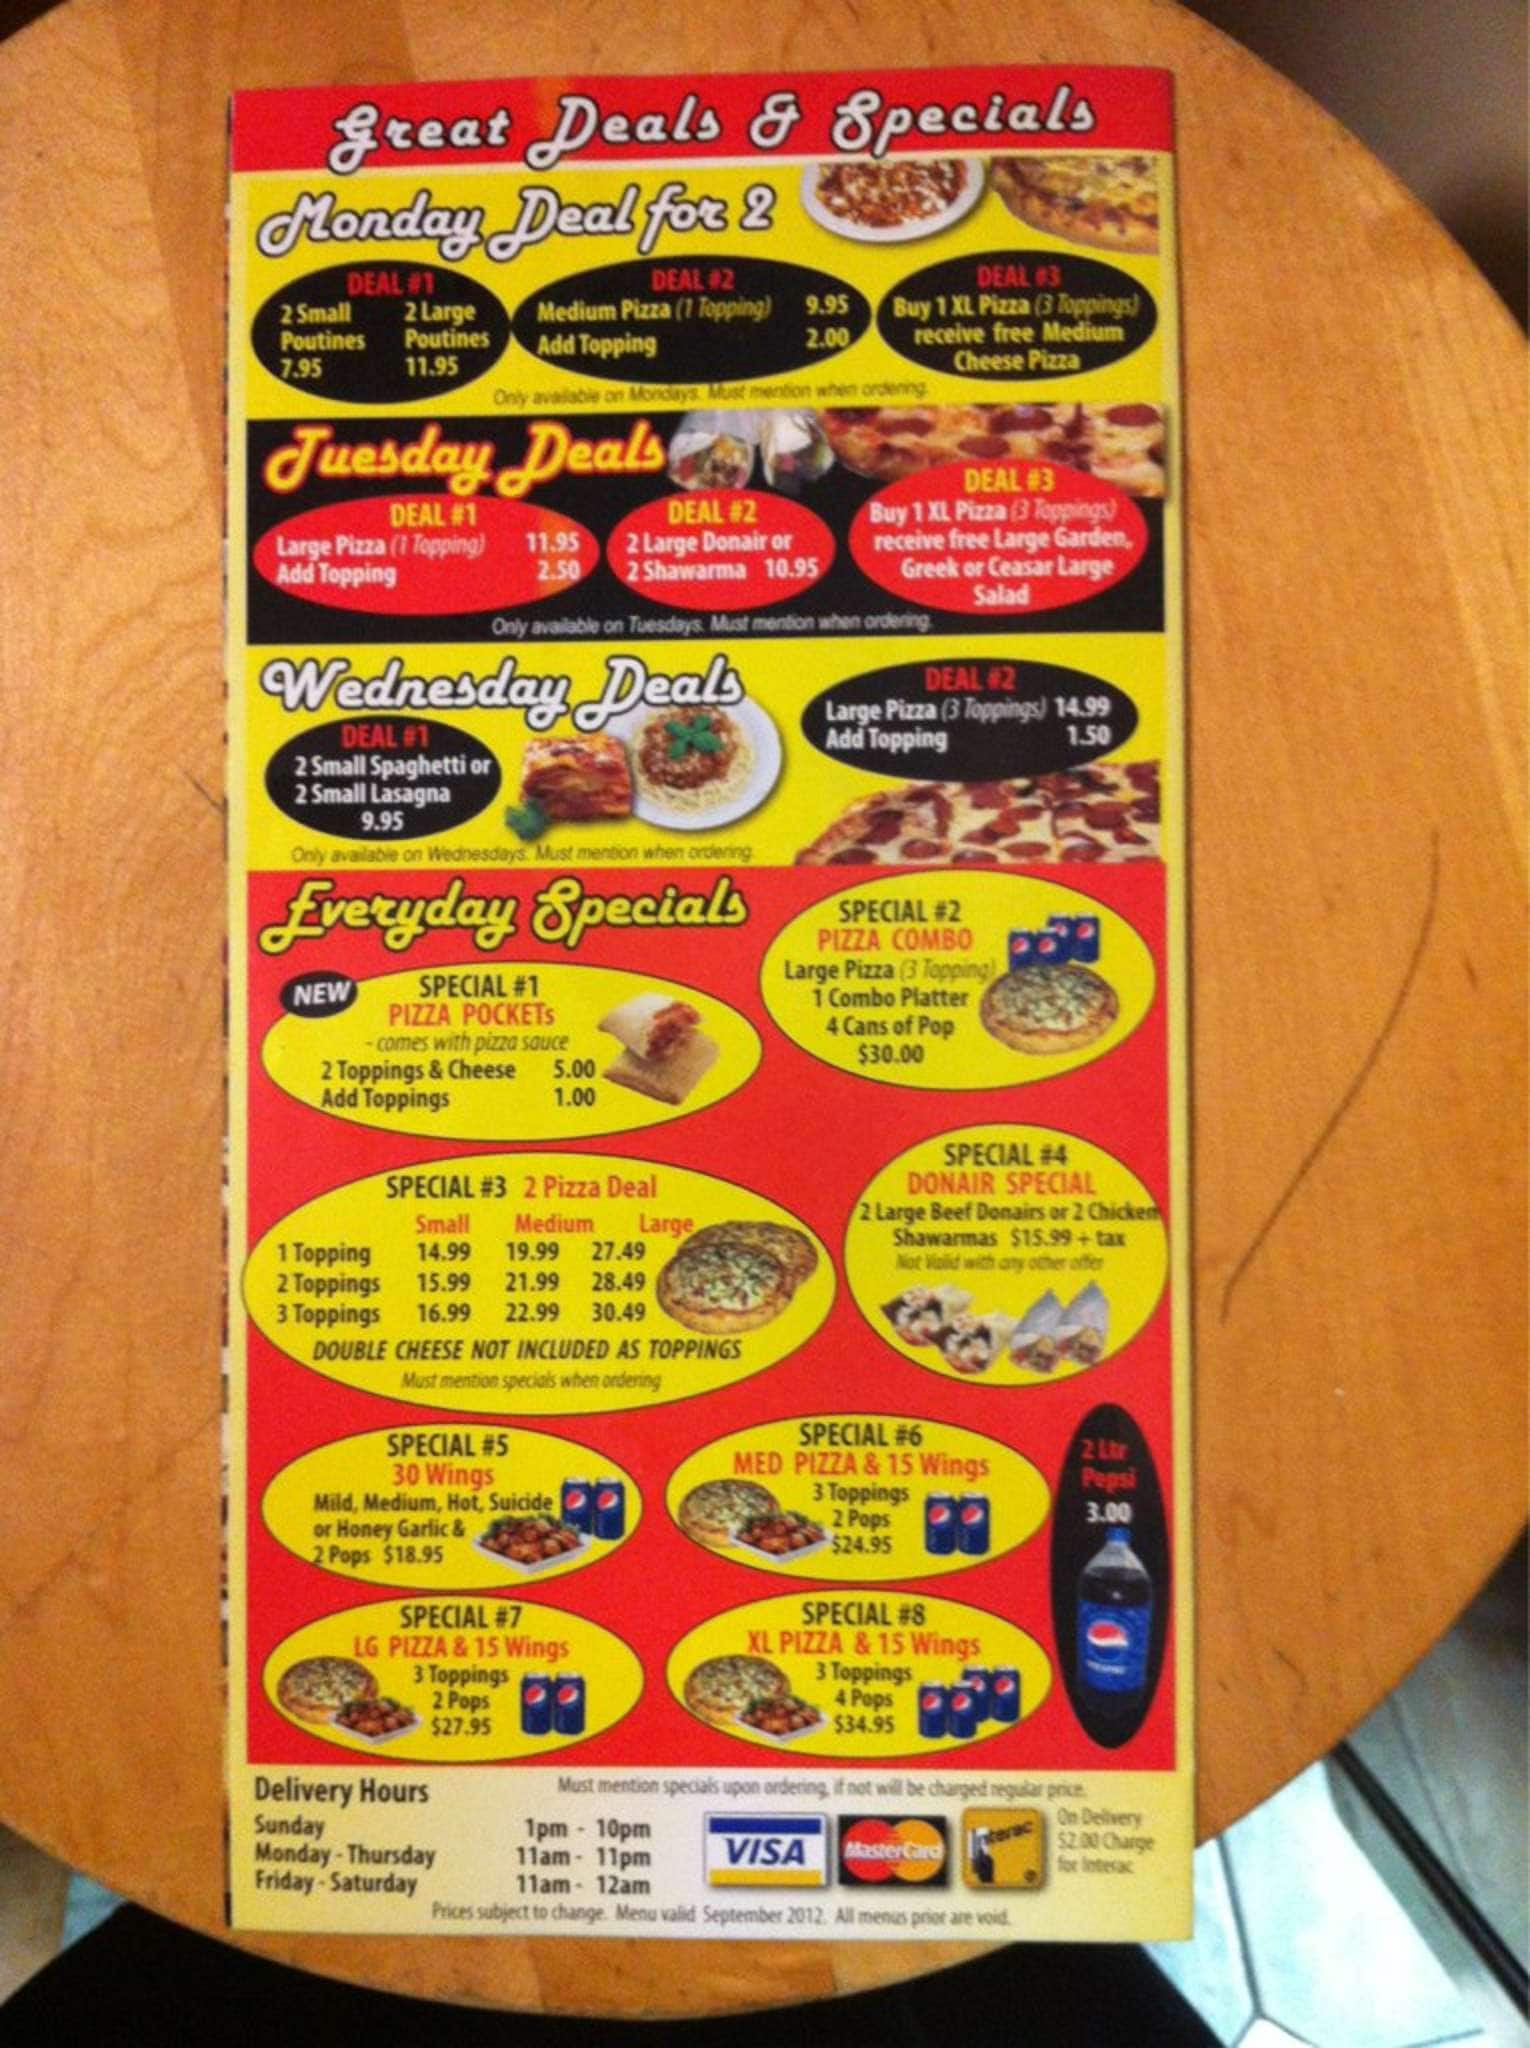 Great Deals & Specials
Monday Deal for 2
DEAL #1
2 Small 2 Large
Poutines Poutines
7.95 11.95
DEAL #2
Medium Pizza (1 Topping) 9.95
Add Topping 2.00
DEAL #3
Buy 1 XL Pizza (3 Toppings)
receive free Medium
Cheese Pizza
Only available on Mondays. Must mention when ordering.
Tuesday Deals
DEAL #1
Large Pizza (1 Topping) 11.95
Add Topping 2.50
DEAL #2
2 Large Donair or
2 Shawarma 10.95
DEAL #3
Buy 1 XL Pizza (3 Toppings)
receive free Large Garden,
Greek or Ceasar Large
Salad
Only available on Tuesdays. Must mention when ordering.
Wednesday Deals
DEAL #1
2 Small Spaghetti or
2 Small Lasagna
9.95
DEAL #2
Large Pizza (3 Toppings) 14.99
Add Topping 1.50
Only available on Wednesdays. Must mention when ordering.
Everyday Specials
NEW
SPECIAL #1
PIZZA POCKETs
- comes with pizza sauce
2 Toppings & Cheese 5.00
Add Toppings 1.00
SPECIAL #2
PIZZA COMBO
Large Pizza (3 Topping)
1 Combo Platter
4 Cans of Pop
$30.00
SPECIAL #3 2 Pizza Deal
Small Medium Large
1 Topping 14.99 19.99 27.49
2 Toppings 15.99 21.99 28.49
3 Toppings 16.99 22.99 30.49
DOUBLE CHEESE NOT INCLUDED AS TOPPINGS
Must mention specials when ordering
SPECIAL #4
DONAIR SPECIAL
2 Large Beef Donairs or 2 Chicken
Shawarmas $15.99 + tax
Not Valid with any other offer
SPECIAL #5
30 Wings
Mild, Medium, Hot, Suicide
or Honey Garlic &
2 Pops $18.95
SPECIAL #6
MED PIZZA & 15 Wings
3 Toppings
2 Pops
$24.95
2 Ltr
Pepsi
3.00
SPECIAL #7
LG PIZZA & 15 Wings
3 Toppings
2 Pops
$27.95
SPECIAL #8
XL PIZZA & 15 Wings
3 Toppings
4 Pops
$34.95
Delivery Hours
Must mention specials upon ordering, if not will be charged regular price.
Sunday 1pm - 10pm
Monday - Thursday 11am - 11pm
Friday - Saturday 11am - 12am
VISA
MasterCard
Interac
On Delivery
$2.00 Charge
for Interac
Prices subject to change. Menu valid September 2012. All menus prior are void.